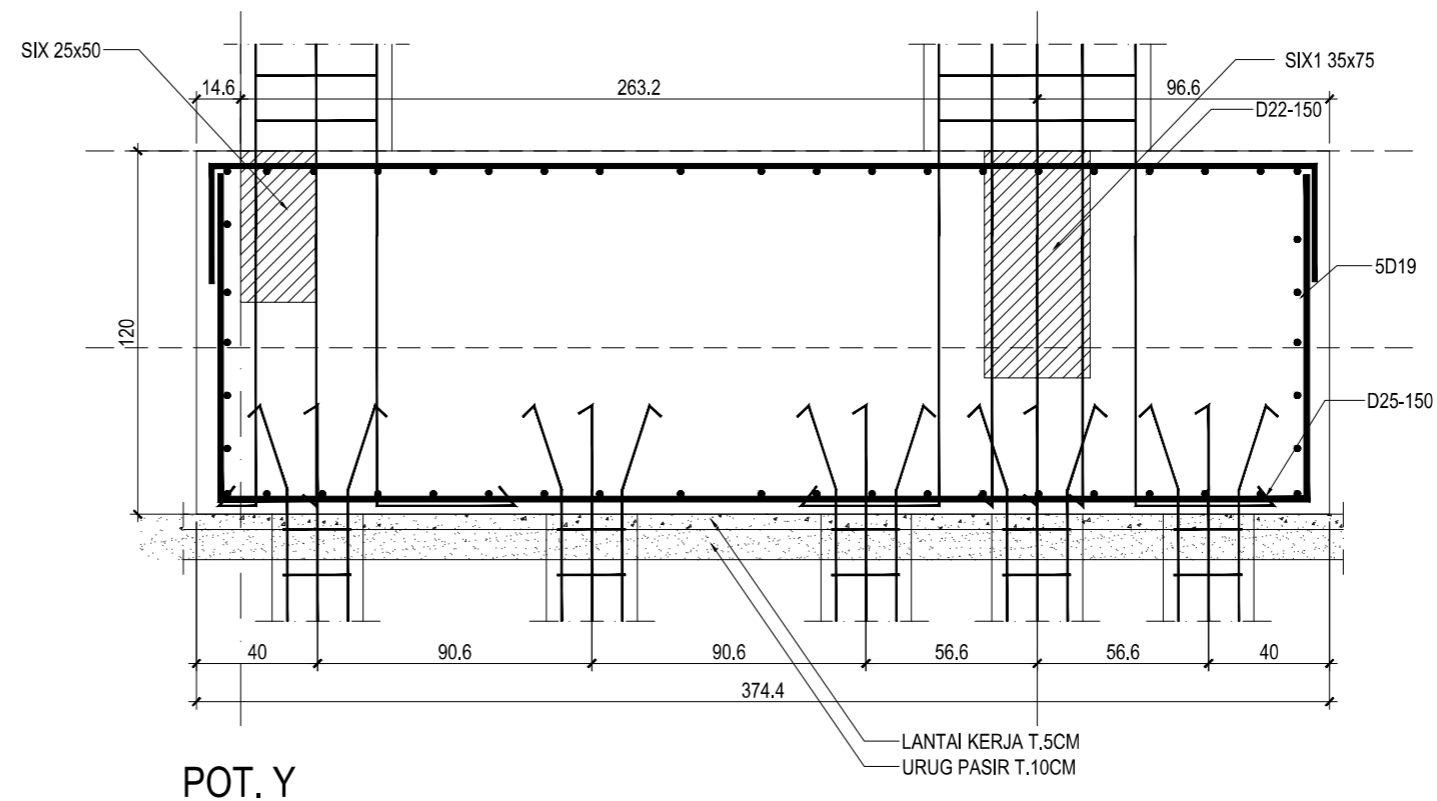 SIX 25x50
SIX1 35x75
14.6
263.2
96.6
D22-150
120
5D19
D25-150
40
90.6
90.6
56.6
56.6
40
374.4
LANTAI KERJA T.5CM
URUG PASIR T.10CM
POT. Y